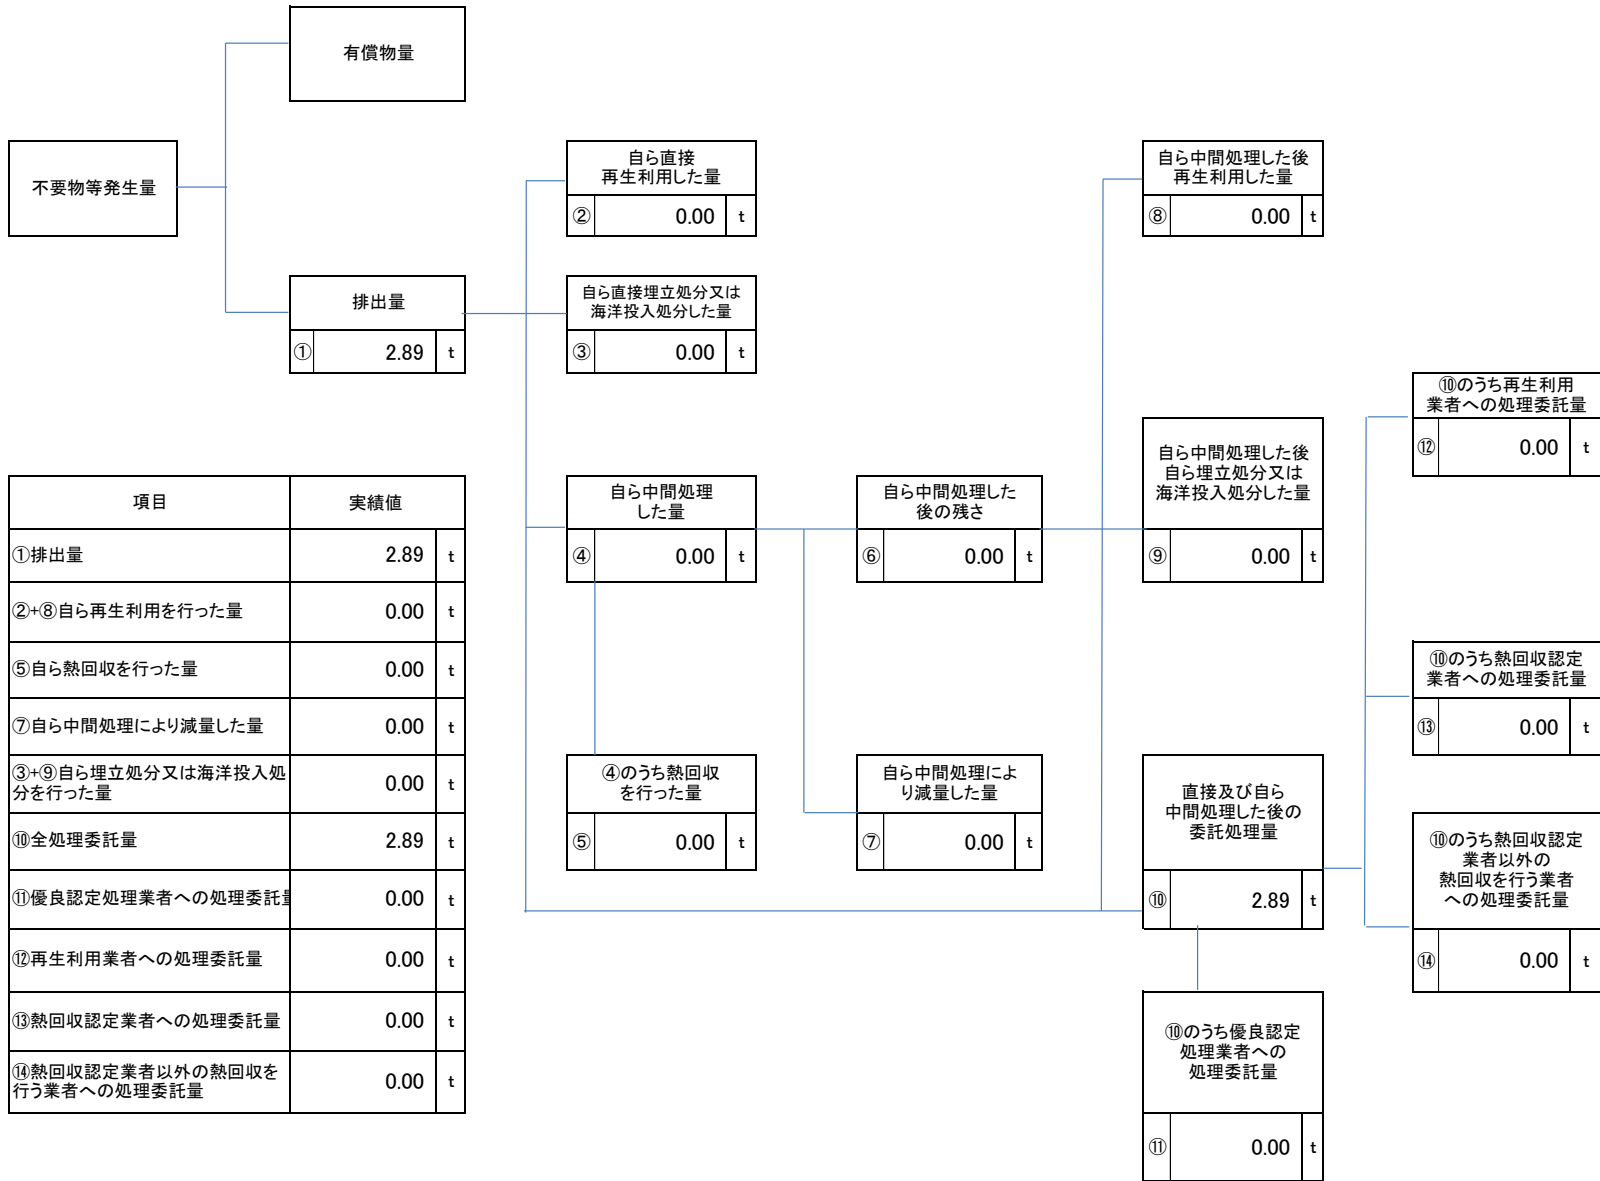 有償物量
不要物等発生量
排出量
① 2.89 t
自ら直接
再生利用した量
② 0.00 t
自ら直接埋立処分又は
海洋投入処分した量
③ 0.00 t
自ら中間処理
した量
④ 0.00 t
④のうち熱回収
を行った量
⑤ 0.00 t
自ら中間処理した
後の残さ
⑥ 0.00 t
自ら中間処理によ
り減量した量
⑦ 0.00 t
自ら中間処理した後
再生利用した量
⑧ 0.00 t
自ら中間処理した後
自ら埋立処分又は
海洋投入処分した量
⑨ 0.00 t
直接及び自ら
中間処理した後の
委託処理量
⑩ 2.89 t
⑩のうち優良認定
処理業者への
処理委託量
⑪ 0.00 t
⑩のうち再生利用
業者への処理委託量
⑫ 0.00 t
⑩のうち熱回収認定
業者への処理委託量
⑬ 0.00 t
⑩のうち熱回収認定
業者以外の
熱回収を行う業者
への処理委託量
⑭ 0.00 t
項目 実績値
①排出量 2.89 t
②+⑧自ら再生利用を行った量 0.00 t
⑤自ら熱回収を行った量 0.00 t
⑦自ら中間処理により減量した量 0.00 t
③+⑨自ら埋立処分又は海洋投入処
分を行った量 0.00 t
⑩全処理委託量 2.89 t
⑪優良認定処理業者への処理委託量 0.00 t
⑫再生利用業者への処理委託量 0.00 t
⑬熱回収認定業者への処理委託量 0.00 t
⑭熱回収認定業者以外の熱回収を
行う業者への処理委託量 0.00 t